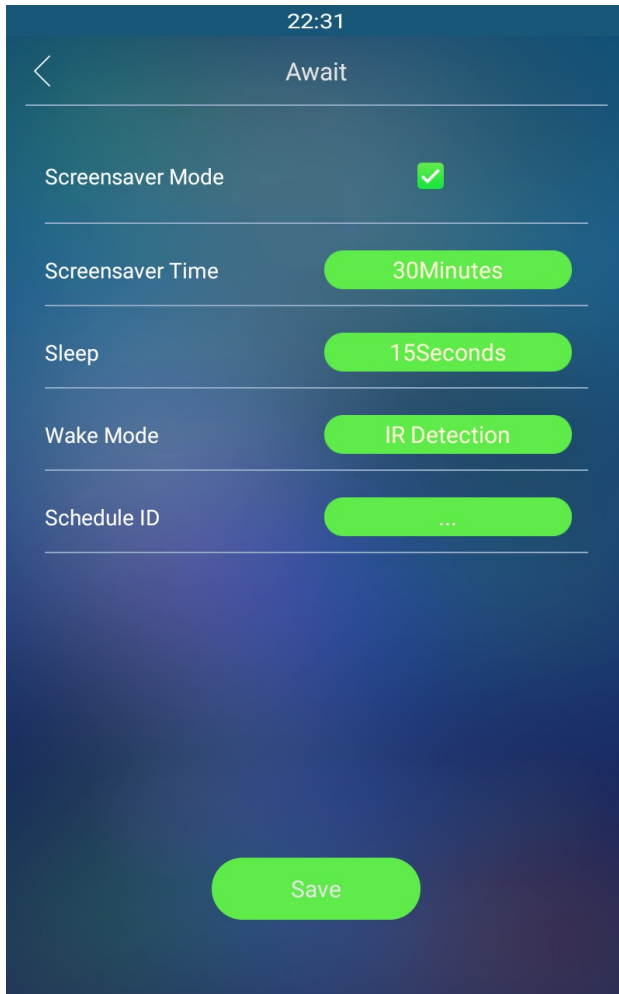 22:31
Await
Screensaver Mode
Screensaver Time 30Minutes
Sleep 15Seconds
Wake Mode IR Detection
Schedule ID ...
Save